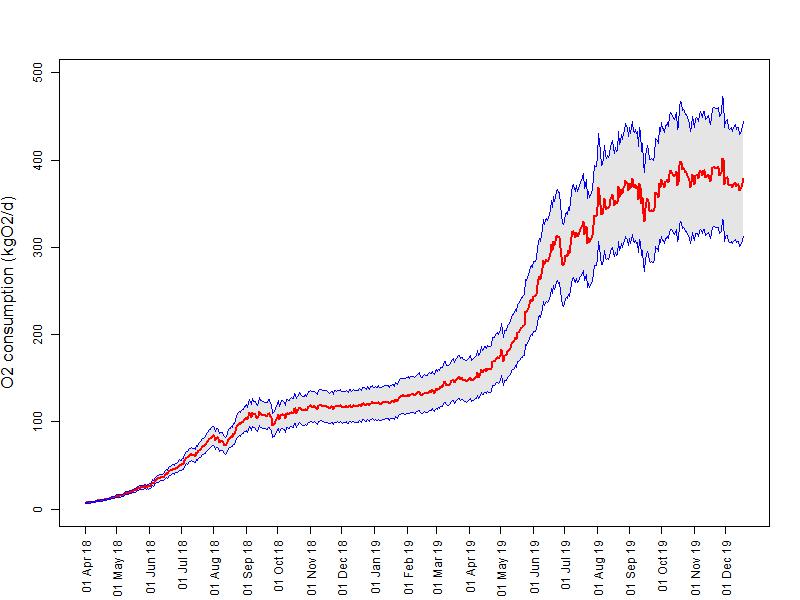 O2 consumption (kgO2/d)
500
400
300
200
100
0
01 Apr 18
01 May 18
01 Jun 18
01 Jul 18
01 Aug 18
01 Sep 18
01 Oct 18
01 Nov 18
01 Dec 18
01 Jan 19
01 Feb 19
01 Mar 19
01 Apr 19
01 May 19
01 Jun 19
01 Jul 19
01 Aug 19
01 Sep 19
01 Oct 19
01 Nov 19
01 Dec 19